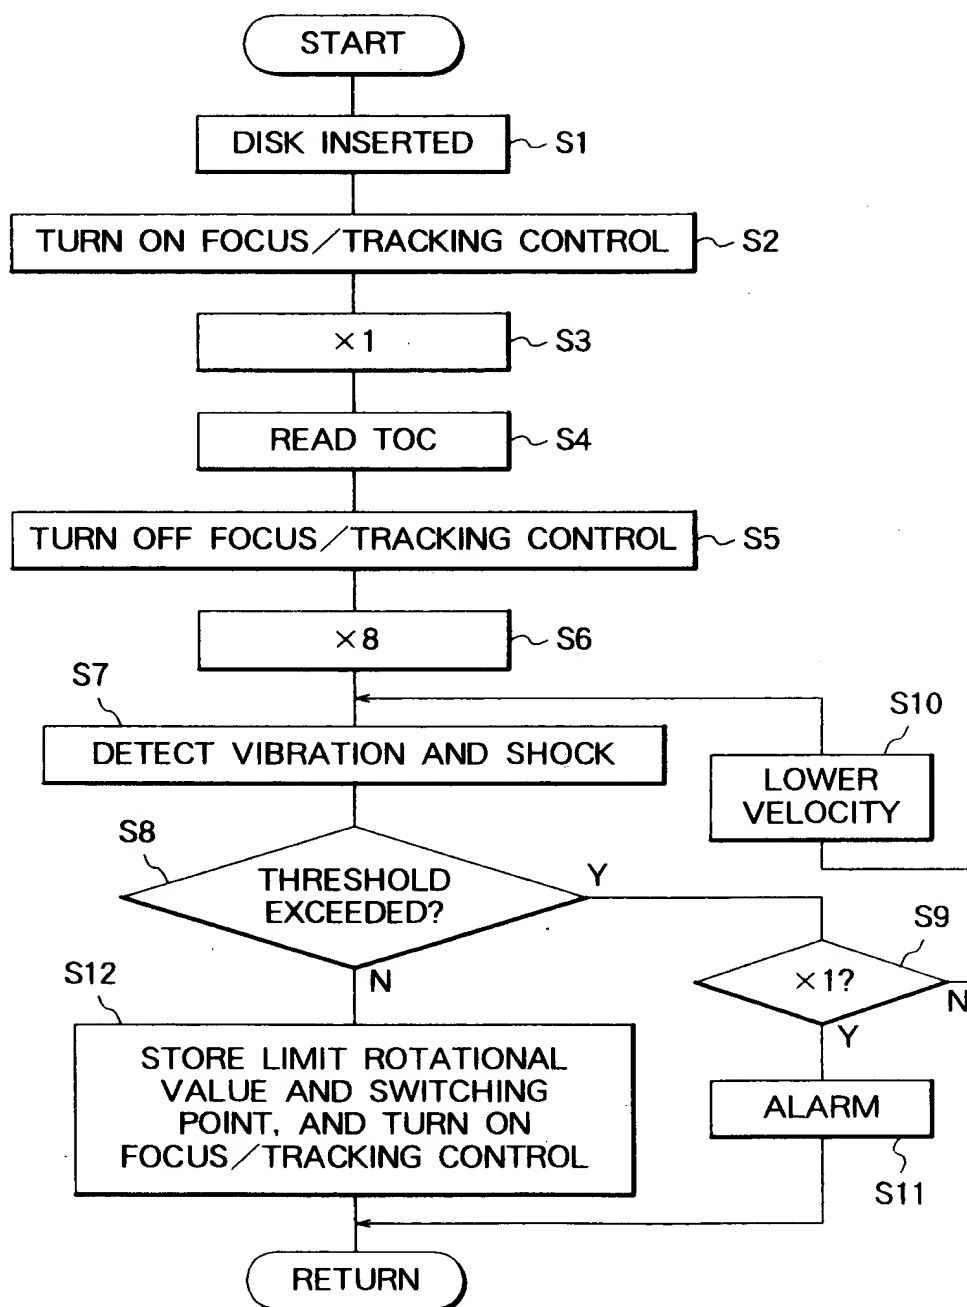 START
DISK INSERTED
S1
TURN ON FOCUS/TRACKING CONTROL
S2
×1
S3
READ TOC
S4
TURN OFF FOCUS/TRACKING CONTROL
S5
×8
S6
S7
DETECT VIBRATION AND SHOCK
S10
LOWER
VELOCITY
S8
THRESHOLD
EXCEEDED?
Y
N
S9
×1?
N
Y
S12
STORE LIMIT ROTATIONAL
VALUE AND SWITCHING
POINT, AND TURN ON
FOCUS/TRACKING CONTROL
ALARM
S11
RETURN